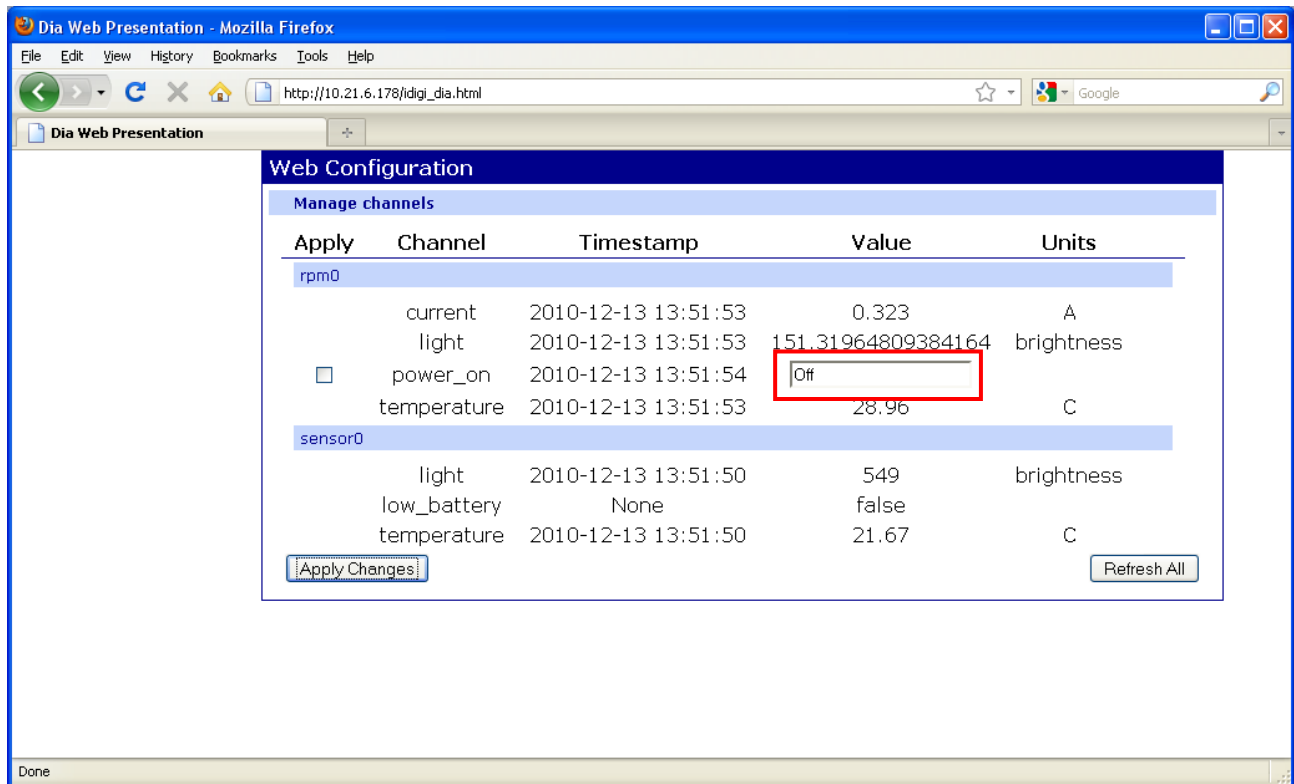 Dia Web Presentation - Mozilla Firefox
File Edit View History Bookmarks Tools Help
http://10.21.6.178/idigi_dia.html Google
Dia Web Presentation
Web Configuration
Manage channels
Apply Channel Timestamp Value Units
rpm0
current 2010-12-13 13:51:53 0.323 A
light 2010-12-13 13:51:53 151.31964809384164 brightness
power_on 2010-12-13 13:51:54 Off
temperature 2010-12-13 13:51:53 28.96 C
sensor0
light 2010-12-13 13:51:50 549 brightness
low_battery None false
temperature 2010-12-13 13:51:50 21.67 C
Apply Changes Refresh All
Done